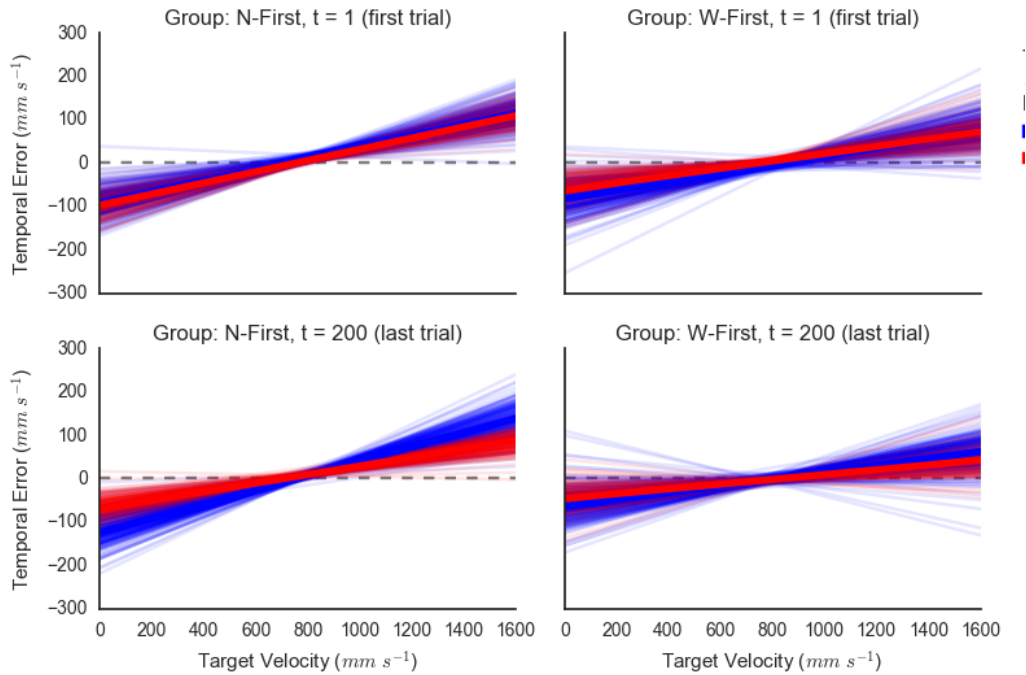 Group: N-First, t = 1 (first trial)
Group: W-First, t = 1 (first trial)
300
200
100
0
−100
−200
−300
Temporal Error (mm s⁻¹)
Group: N-First, t = 200 (last trial)
Group: W-First, t = 200 (last trial)
300
200
100
0
−100
−200
−300
Temporal Error (mm s⁻¹)
0 200 400 600 800 1000 1200 1400 1600
0 200 400 600 800 1000 1200 1400 1600
Target Velocity (mm s⁻¹)
Target Velocity (mm s⁻¹)